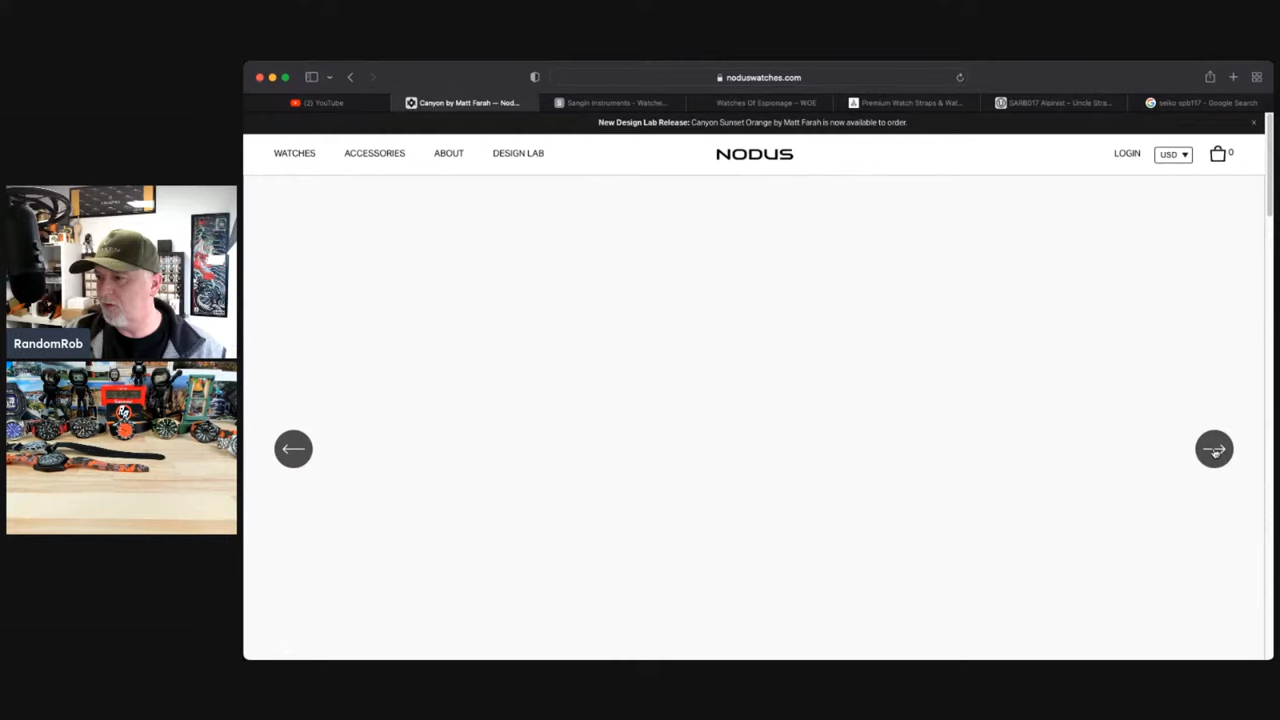 noduswatches.com
(2) YouTube
Canyon by Matt Farah — Nod...
Sangin Instruments - Watche...
Watches Of Espionage – WOE
Premium Watch Straps & Wat...
SARB017 Alpinist – Uncle Stra...
seiko spb117 - Google Search
New Design Lab Release: Canyon Sunset Orange by Matt Farah is now available to order.
WATCHES
ACCESSORIES
ABOUT
DESIGN LAB
NODUS
LOGIN
USD
0
RandomRob